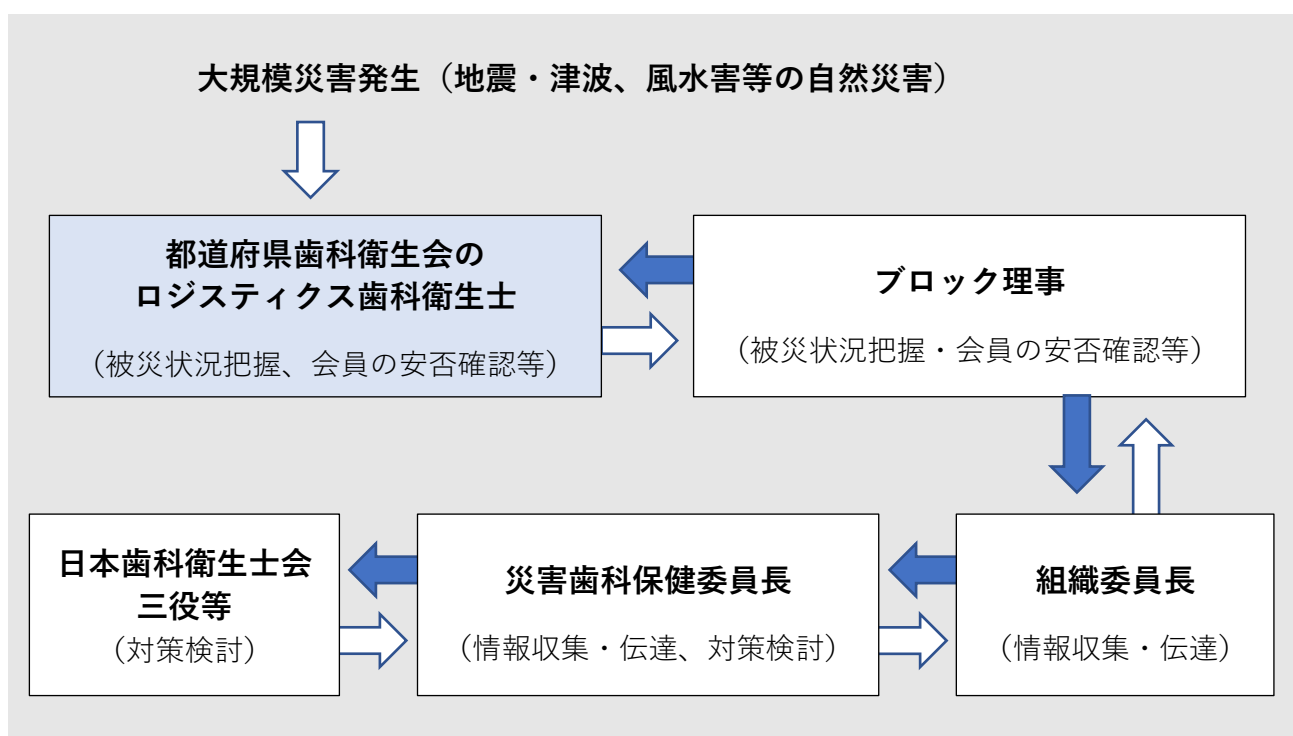 大規模災害発生（地震・津波、風水害等の自然災害）
都道府県歯科衛生会の
ロジスティクス歯科衛生士
（被災状況把握、会員の安否確認等）
ブロック理事
（被災状況把握・会員の安否確認等）
日本歯科衛生士会
三役等
（対策検討）
災害歯科保健委員長
（情報収集・伝達、対策検討）
組織委員長
（情報収集・伝達）